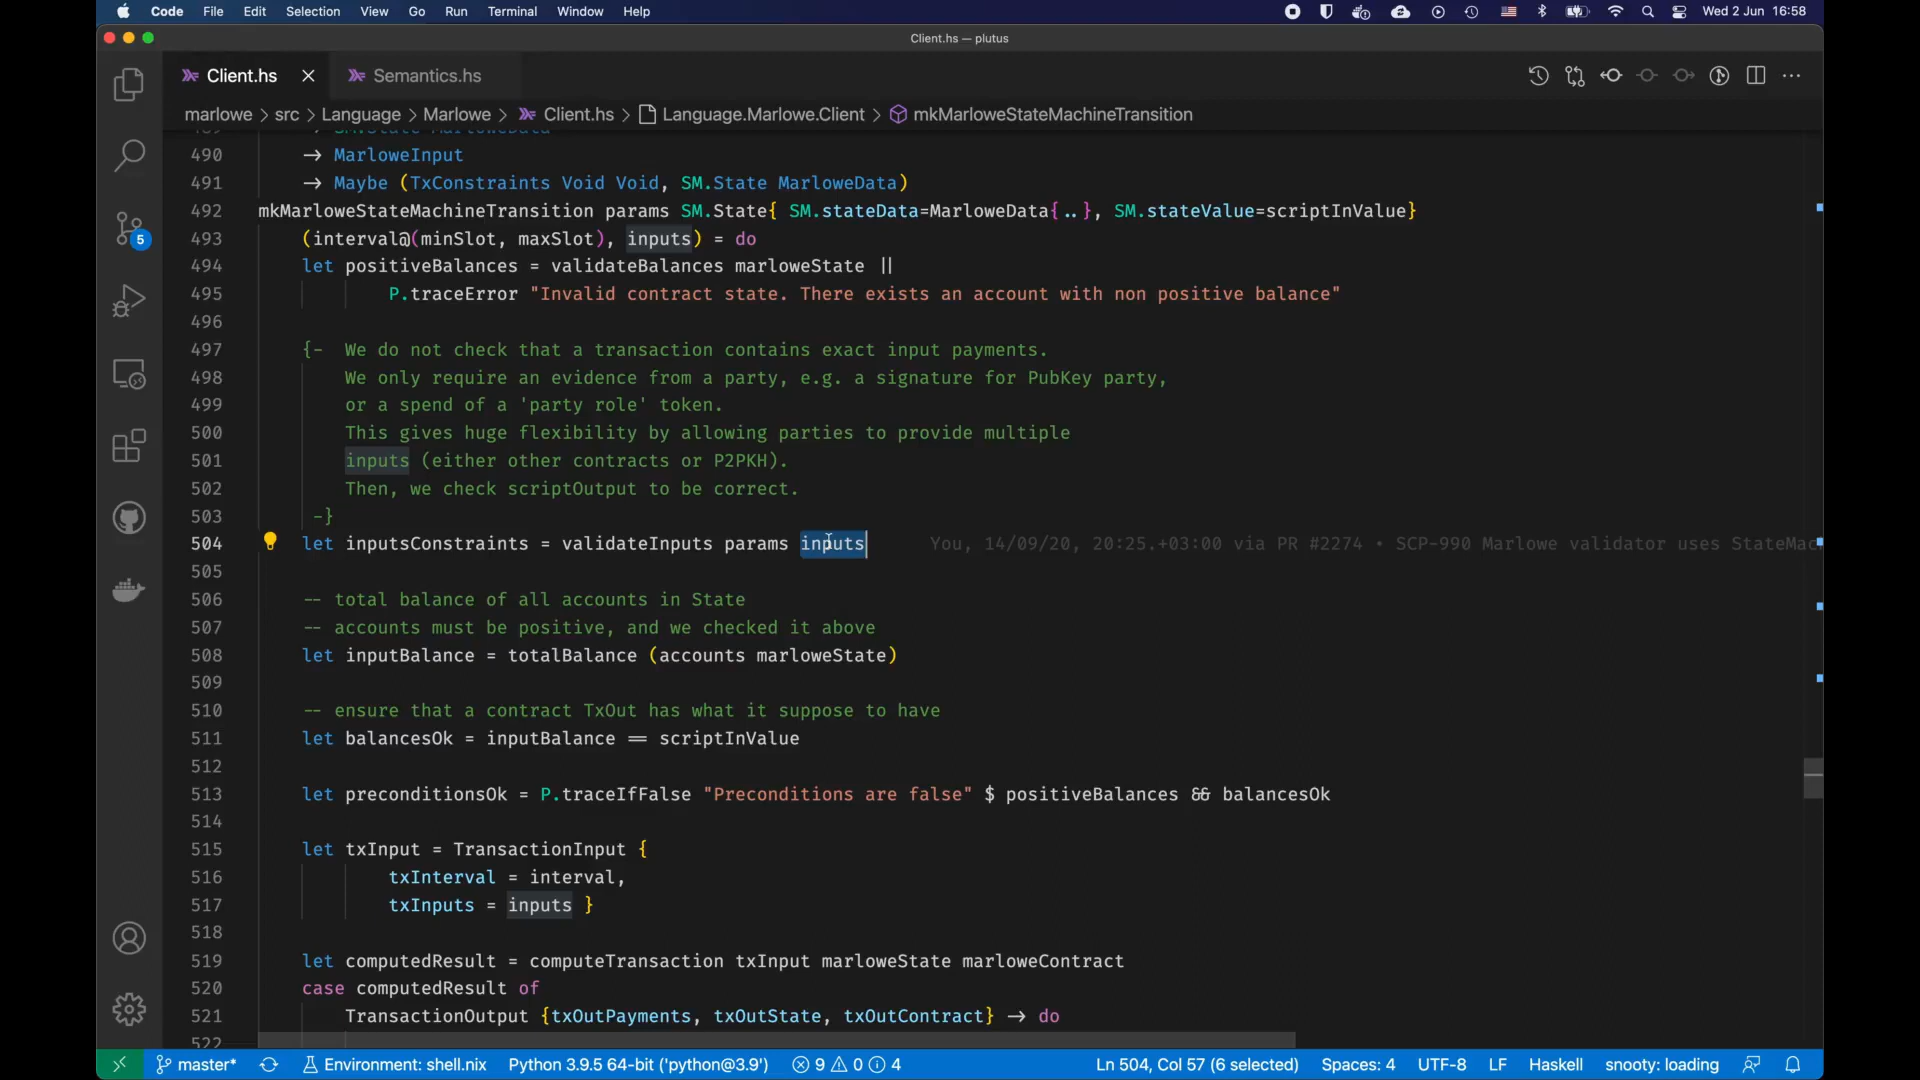 Code File Edit Selection View Go Run Terminal Window Help Wed 2 Jun 16:58
Client.hs — plutus
Client.hs Semantics.hs
marlowe > src > Language > Marlowe > Client.hs > Language.Marlowe.Client > mkMarloweStateMachineTransition
489 → SM.State MarloweData
490 → MarloweInput
491 → Maybe (TxConstraints Void Void, SM.State MarloweData)
492 mkMarloweStateMachineTransition params SM.State{ SM.stateData=MarloweData{..}, SM.stateValue=scriptInValue}
493 (interval@(minSlot, maxSlot), inputs) = do
494 let positiveBalances = validateBalances marloweState ||
495 P.traceError "Invalid contract state. There exists an account with non positive balance"
496
497 {- We do not check that a transaction contains exact input payments.
498 We only require an evidence from a party, e.g. a signature for PubKey party,
499 or a spend of a 'party role' token.
500 This gives huge flexibility by allowing parties to provide multiple
501 inputs (either other contracts or P2PKH).
502 Then, we check scriptOutput to be correct.
503 -}
504 let inputsConstraints = validateInputs params inputs You, 14/09/20, 20:25.+03:00 via PR #2274 • SCP-990 Marlowe validator uses StateMac
505
506 -- total balance of all accounts in State
507 -- accounts must be positive, and we checked it above
508 let inputBalance = totalBalance (accounts marloweState)
509
510 -- ensure that a contract TxOut has what it suppose to have
511 let balancesOk = inputBalance == scriptInValue
512
513 let preconditionsOk = P.traceIfFalse "Preconditions are false" $ positiveBalances && balancesOk
514
515 let txInput = TransactionInput {
516 txInterval = interval,
517 txInputs = inputs }
518
519 let computedResult = computeTransaction txInput marloweState marloweContract
520 case computedResult of
521 TransactionOutput {txOutPayments, txOutState, txOutContract} → do
522
5
master* Environment: shell.nix Python 3.9.5 64-bit ('python@3.9') 9 0 4 Ln 504, Col 57 (6 selected) Spaces: 4 UTF-8 LF Haskell snooty: loading